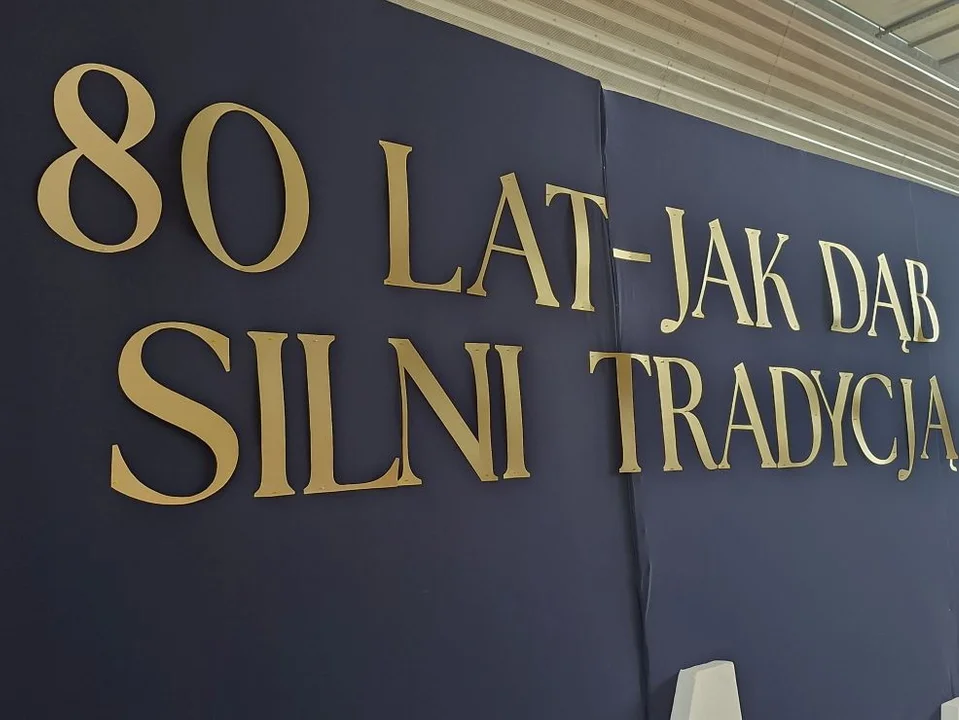 80 LAT-JAK DĄB
SILNI TRADYCJĄ